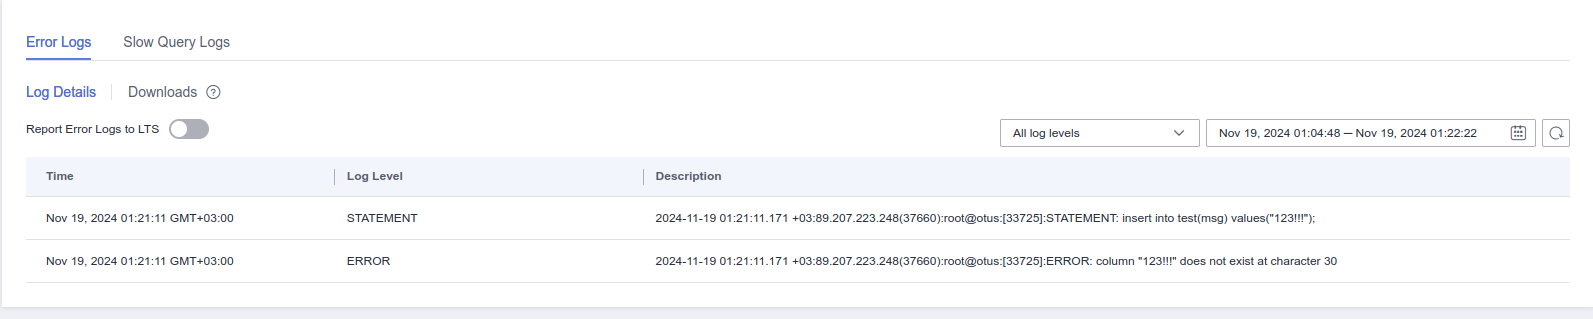 Error Logs Slow Query Logs
Log Details Downloads ?
Report Error Logs to LTS
All log levels Nov 19, 2024 01:04:48 — Nov 19, 2024 01:22:22
Time Log Level Description
Nov 19, 2024 01:21:11 GMT+03:00 STATEMENT 2024-11-19 01:21:11.171 +03:89.207.223.248(37660):root@otus:[33725]:STATEMENT: insert into test(msg) values("123!!!");
Nov 19, 2024 01:21:11 GMT+03:00 ERROR 2024-11-19 01:21:11.171 +03:89.207.223.248(37660):root@otus:[33725]:ERROR: column "123!!!" does not exist at character 30